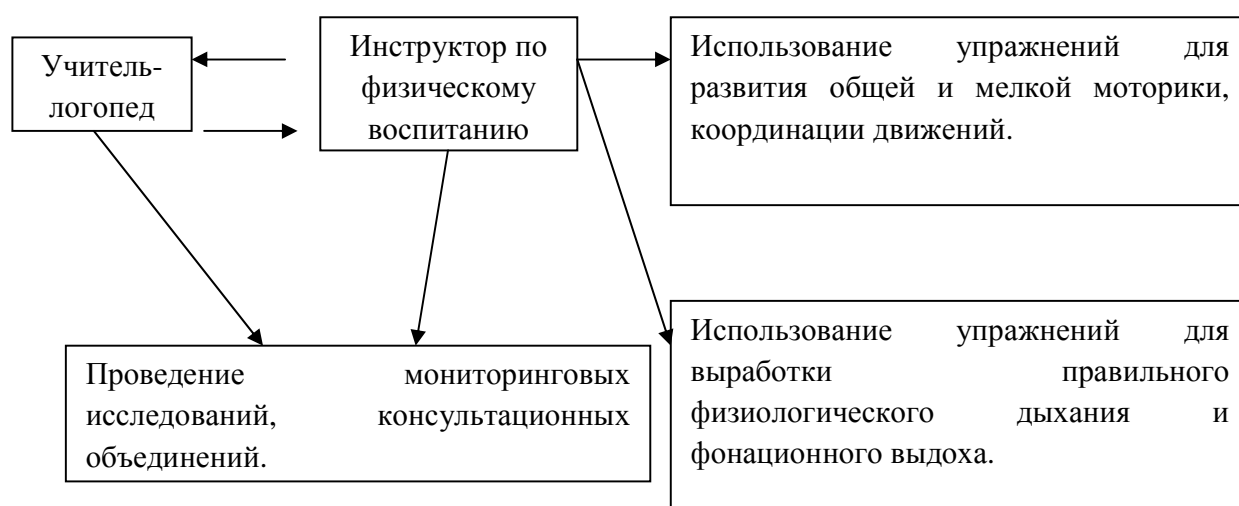 Учитель-
логопед
Инструктор по
физическому
воспитанию
Использование упражнений для
развития общей и мелкой моторики,
координации движений.
Проведение мониторинговых
исследований, консультационных
объединений.
Использование упражнений для
выработки правильного
физиологического дыхания и
фонационного выдоха.